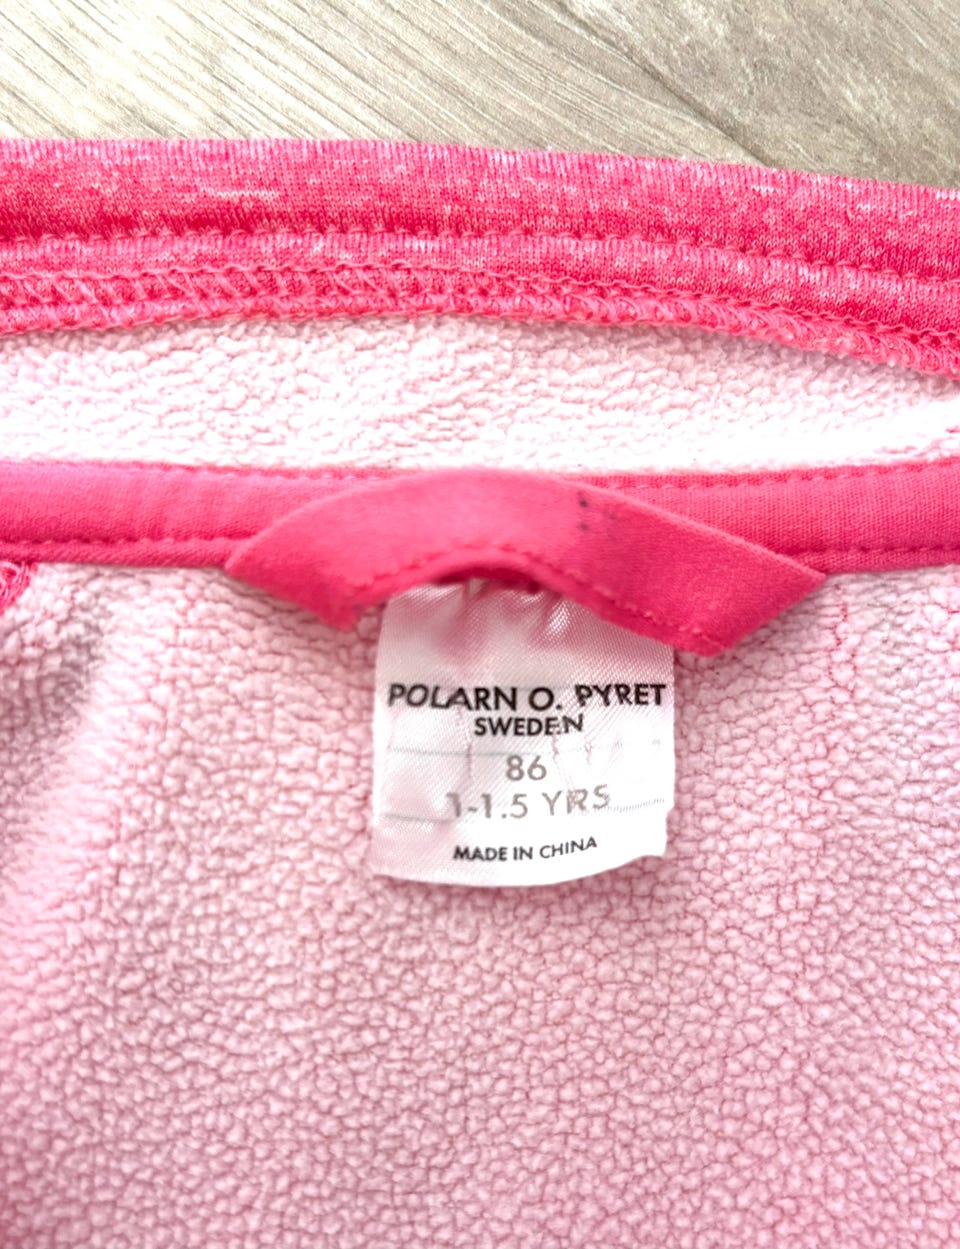 POLARN O. PYRET
SWEDEN
86
1-1.5 YRS
MADE IN CHINA